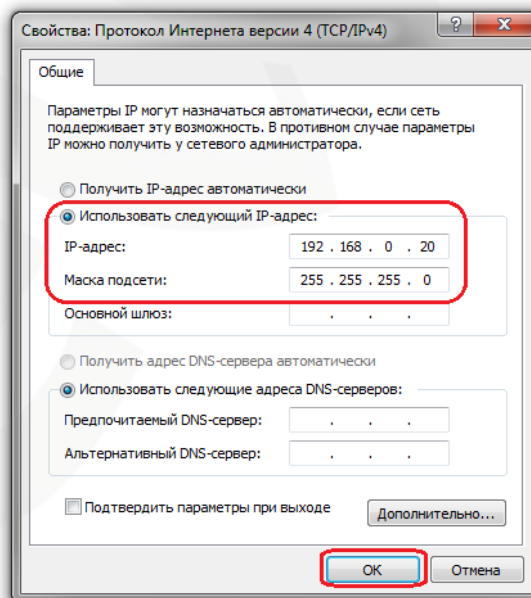 Свойства: Протокол Интернета версии 4 (TCP/IPv4)
Общие
Параметры IP могут назначаться автоматически, если сеть
поддерживает эту возможность. В противном случае параметры
IP можно получить у сетевого администратора.
Получить IP-адрес автоматически
Использовать следующий IP-адрес:
IP-адрес: 192 . 168 . 0 . 20
Маска подсети: 255 . 255 . 255 . 0
Основной шлюз: . . .
Получить адрес DNS-сервера автоматически
Использовать следующие адреса DNS-серверов:
Предпочитаемый DNS-сервер: . . .
Альтернативный DNS-сервер: . . .
Подтвердить параметры при выходе
Дополнительно...
OK Отмена